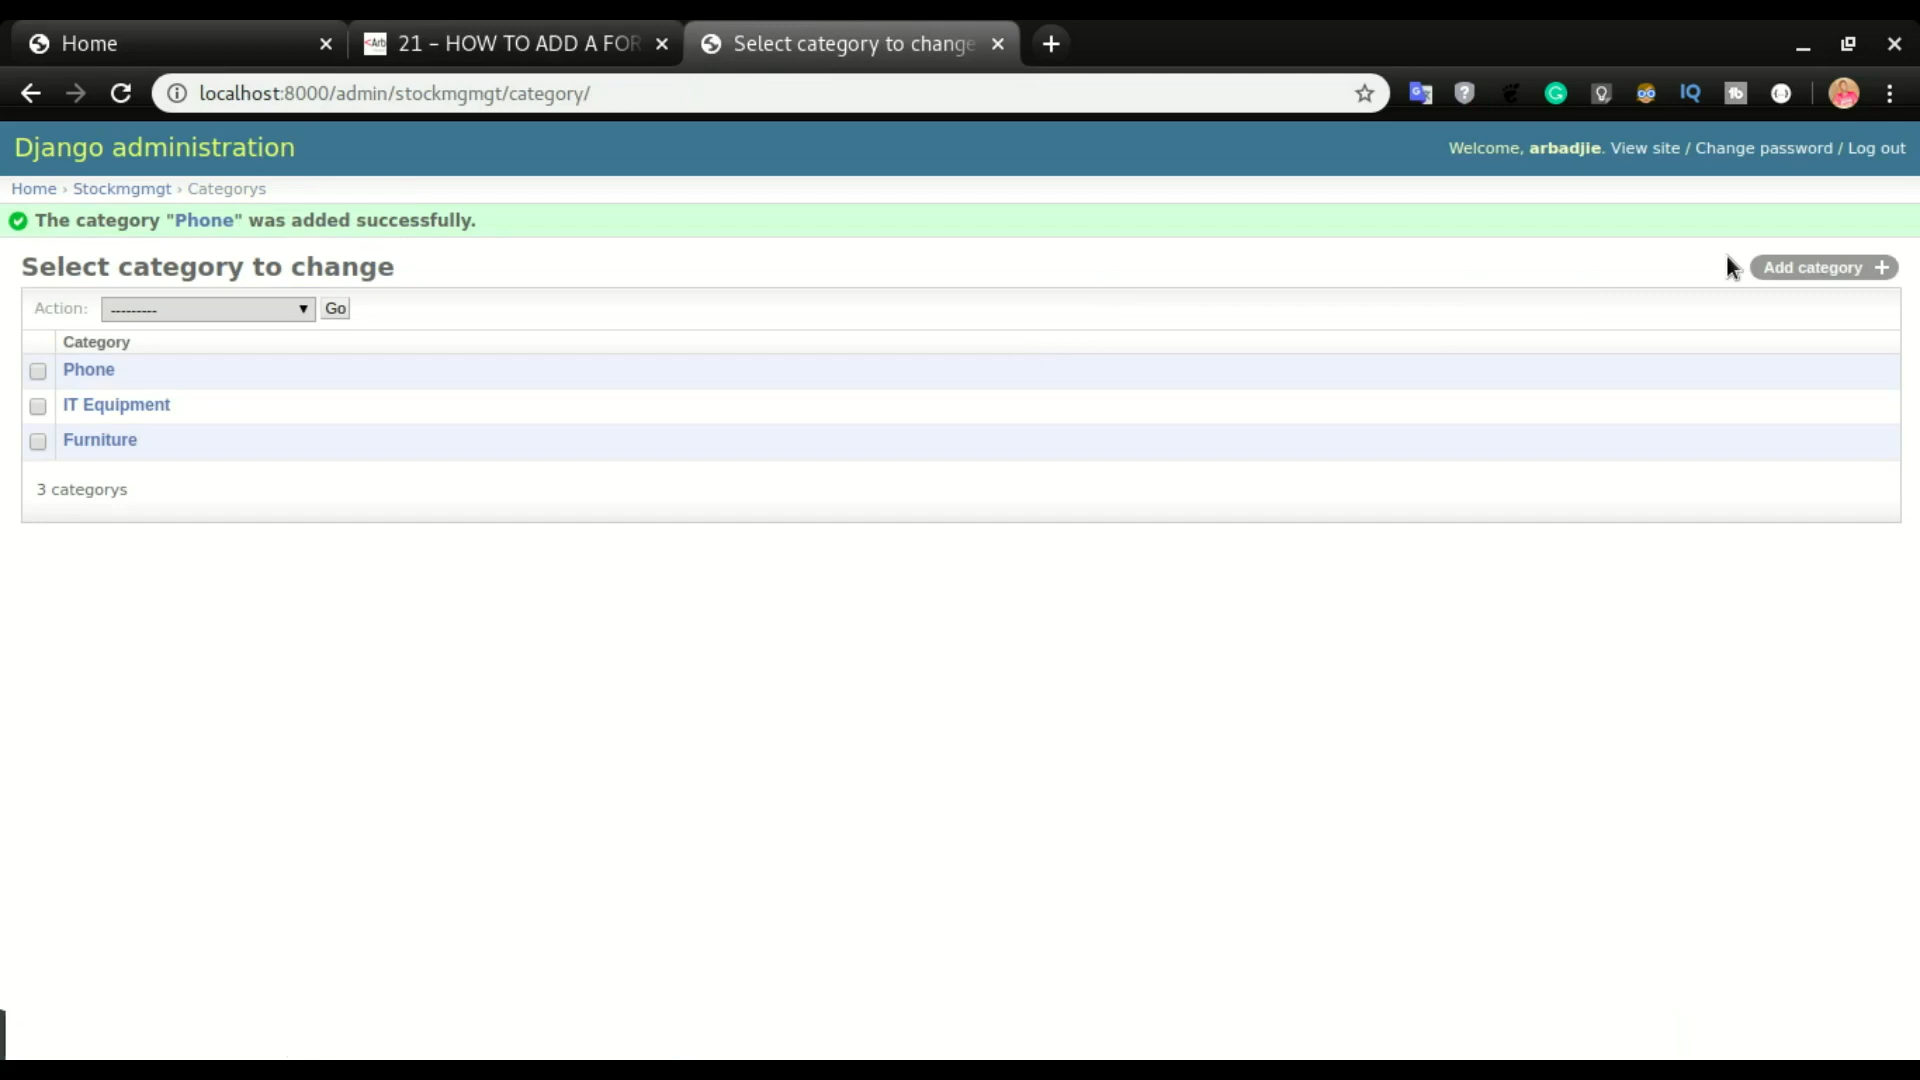 Home
21 – HOW TO ADD A FOR
Select category to change
localhost:8000/admin/stockmgmgt/category/
IQ
Django administration
Welcome, arbadjie. View site / Change password / Log out
Home › Stockmgmgt › Categorys
The category "Phone" was added successfully.
Select category to change
Add category +
Action: --------- Go
Category
Phone
IT Equipment
Furniture
3 categorys